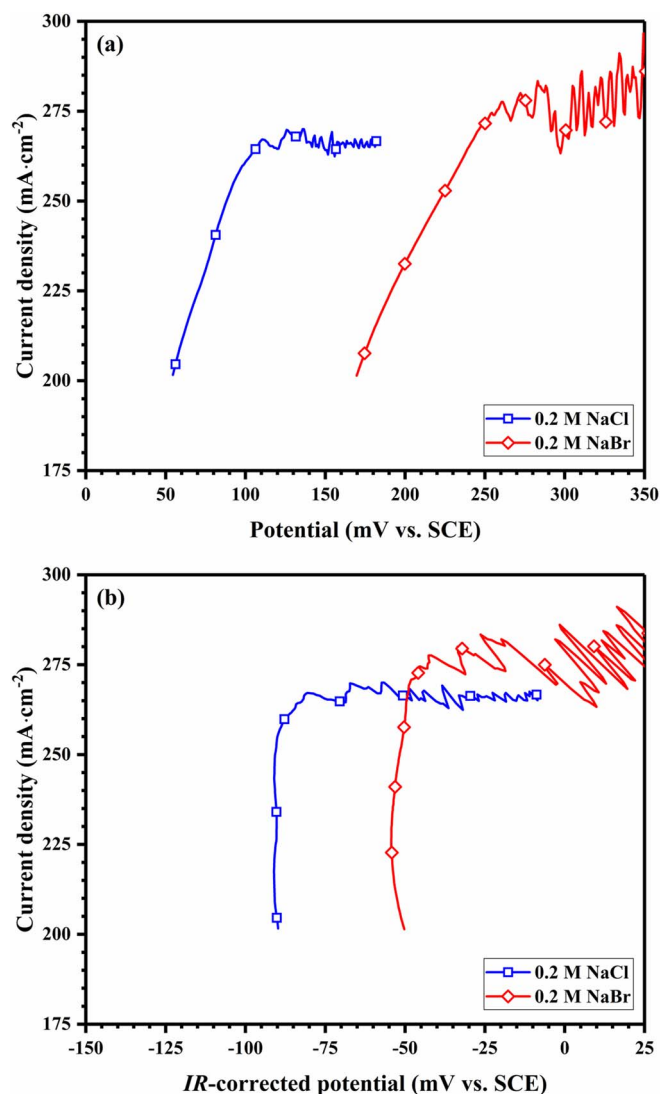 (a)
300
275
250
225
200
175
Current density (mA·cm⁻²)
0.2 M NaCl
0.2 M NaBr
0 50 100 150 200 250 300 350
Potential (mV vs. SCE)
(b)
300
275
250
225
200
175
Current density (mA·cm⁻²)
0.2 M NaCl
0.2 M NaBr
-150 -125 -100 -75 -50 -25 0 25
IR-corrected potential (mV vs. SCE)